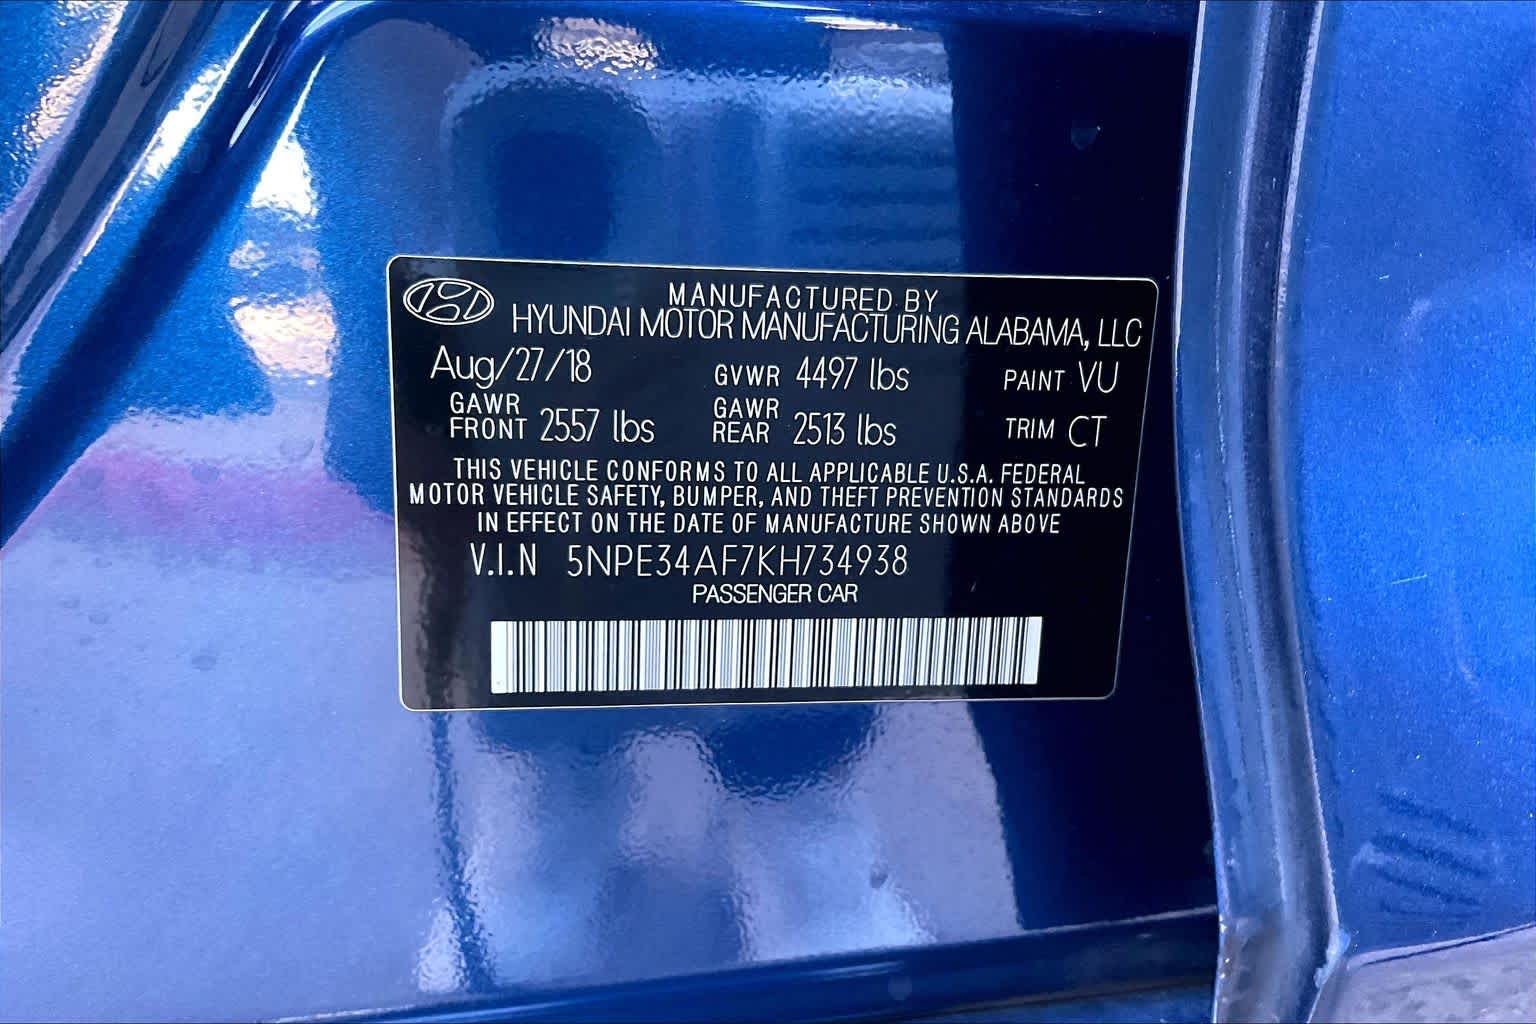 MANUFACTURED BY
HYUNDAI MOTOR MANUFACTURING ALABAMA, LLC
Aug/27/18 GVWR 4497 lbs PAINT VU
GAWR FRONT 2557 lbs GAWR REAR 2513 lbs TRIM CT
THIS VEHICLE CONFORMS TO ALL APPLICABLE U.S.A. FEDERAL
MOTOR VEHICLE SAFETY, BUMPER, AND THEFT PREVENTION STANDARDS
IN EFFECT ON THE DATE OF MANUFACTURE SHOWN ABOVE
V.I.N 5NPE34AF7KH734938
PASSENGER CAR